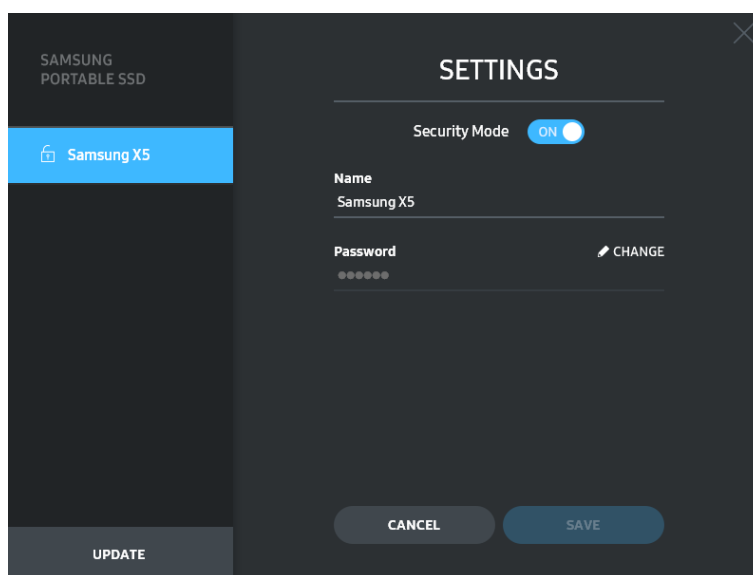 SAMSUNG
PORTABLE SSD
Samsung X5
UPDATE
SETTINGS
Security Mode ON
Name
Samsung X5
Password CHANGE
●●●●●●
CANCEL SAVE